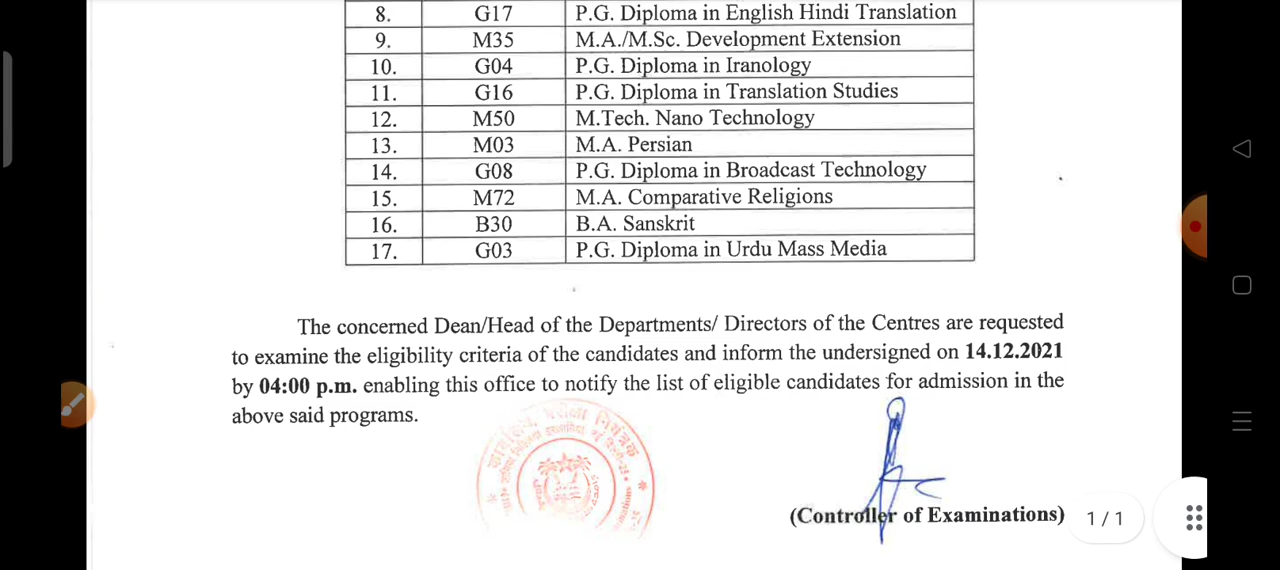 8. G17 P.G. Diploma in English Hindi Translation
9. M35 M.A./M.Sc. Development Extension
10. G04 P.G. Diploma in Iranology
11. G16 P.G. Diploma in Translation Studies
12. M50 M.Tech. Nano Technology
13. M03 M.A. Persian
14. G08 P.G. Diploma in Broadcast Technology
15. M72 M.A. Comparative Religions
16. B30 B.A. Sanskrit
17. G03 P.G. Diploma in Urdu Mass Media
The concerned Dean/Head of the Departments/ Directors of the Centres are requested
to examine the eligibility criteria of the candidates and inform the undersigned on 14.12.2021
by 04:00 p.m. enabling this office to notify the list of eligible candidates for admission in the
above said programs.
परीक्षा नियंत्रक
(Controller of Examinations)
1 / 1